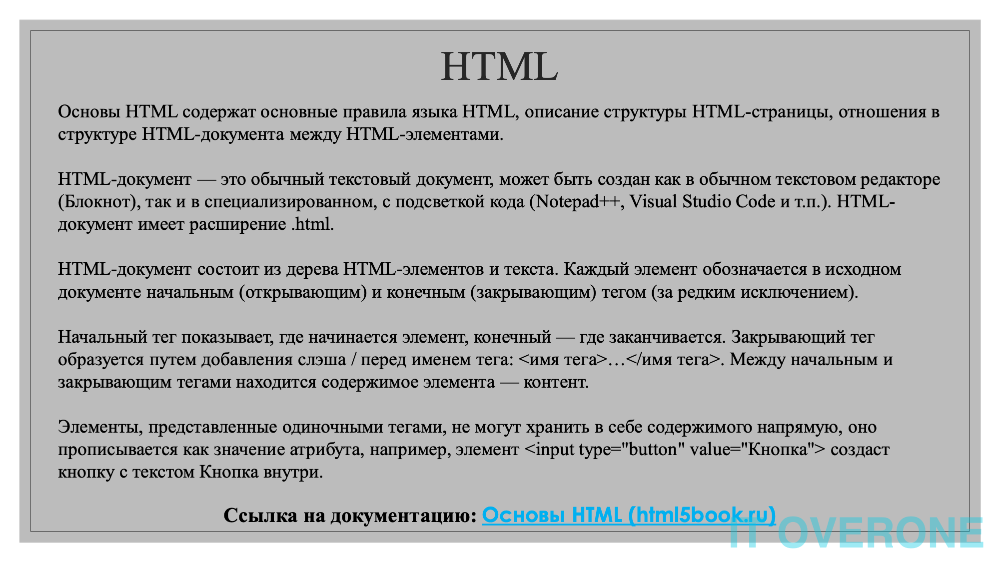 HTML
Основы HTML содержат основные правила языка HTML, описание структуры HTML-страницы, отношения в
структуре HTML-документа между HTML-элементами.
HTML-документ — это обычный текстовый документ, может быть создан как в обычном текстовом редакторе
(Блокнот), так и в специализированном, с подсветкой кода (Notepad++, Visual Studio Code и т.п.). HTML-
документ имеет расширение .html.
HTML-документ состоит из дерева HTML-элементов и текста. Каждый элемент обозначается в исходном
документе начальным (открывающим) и конечным (закрывающим) тегом (за редким исключением).
Начальный тег показывает, где начинается элемент, конечный — где заканчивается. Закрывающий тег
образуется путем добавления слэша / перед именем тега: <имя тега>…</имя тега>. Между начальным и
закрывающим тегами находится содержимое элемента — контент.
Элементы, представленные одиночными тегами, не могут хранить в себе содержимого напрямую, оно
прописывается как значение атрибута, например, элемент <input type="button" value="Кнопка"> создаст
кнопку с текстом Кнопка внутри.
Ссылка на документацию: Основы HTML (html5book.ru)
IT OVERONE